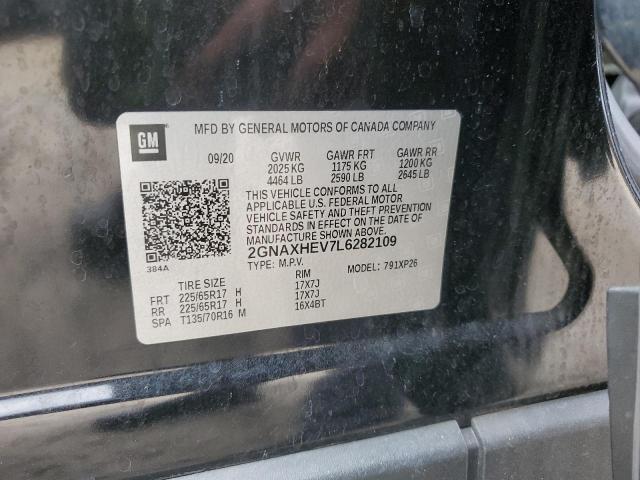 GM
MFD BY GENERAL MOTORS OF CANADA COMPANY
09/20 GVWR GAWR FRT GAWR RR
2025 KG 1175 KG 1200 KG
4464 LB 2590 LB 2645 LB
THIS VEHICLE CONFORMS TO ALL
APPLICABLE U.S. FEDERAL MOTOR
VEHICLE SAFETY AND THEFT PREVENTION
STANDARDS IN EFFECT ON THE DATE OF
MANUFACTURE SHOWN ABOVE.
2GNAXHEV7L6282109
384A TYPE: M.P.V. MODEL: 791XP26
TIRE SIZE RIM
FRT 225/65R17 H 17X7J
RR 225/65R17 H 17X7J
SPA T135/70R16 M 16X4BT